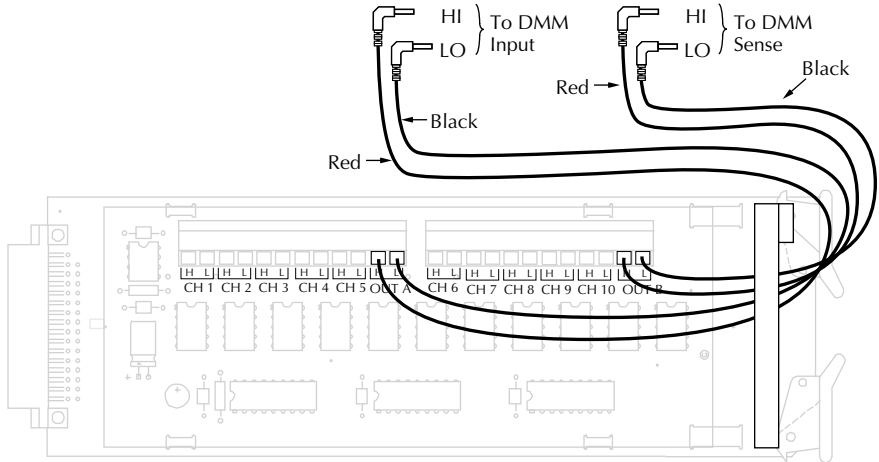 HI
To DMM
Input
LO
HI
To DMM
Sense
LO
Red
Black
Black
Red
H L H L H L H L H L H L
CH 1 CH 2 CH 3 CH 4 CH 5 OUT A
H L H L H L H L H L H L
CH 6 CH 7 CH 8 CH 9 CH 10 OUT B
+
+